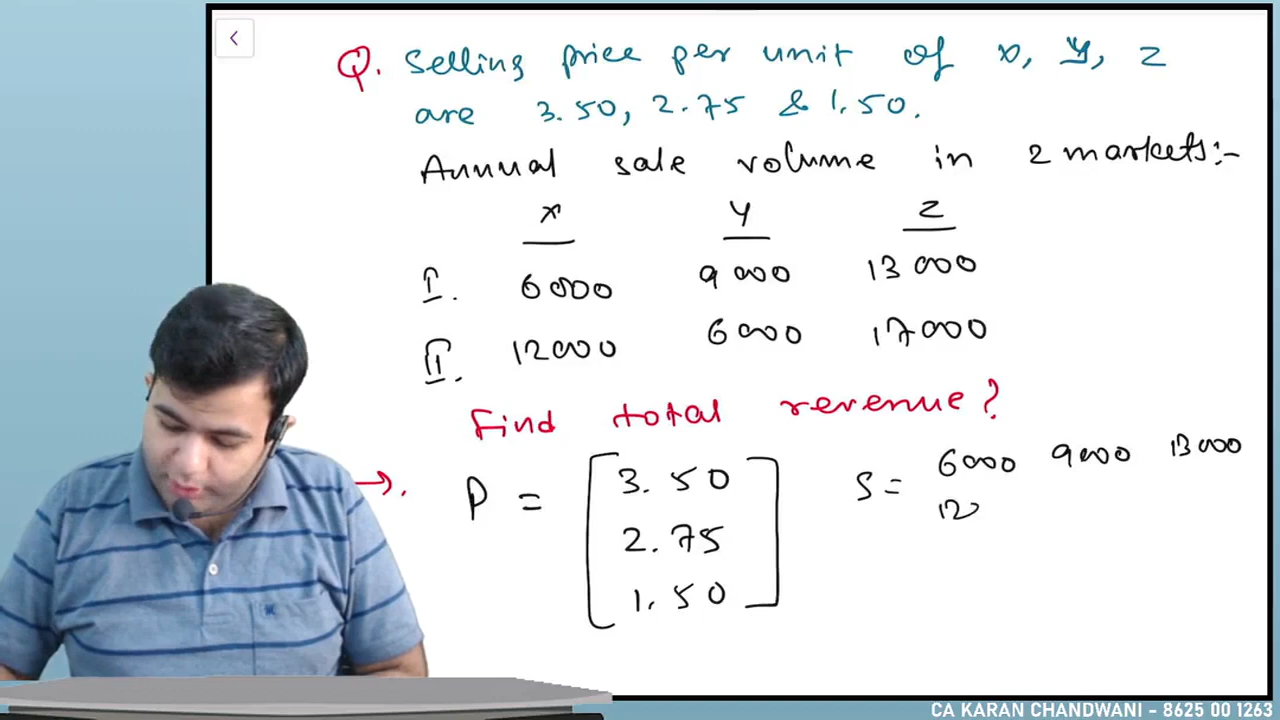 Q. Selling price per unit of x, y, z
are 3.50, 2.75 & 1.50.
Annual sale volume in 2 markets:-
x y z
I. 6000 9000 13000
II. 12000 6000 17000
Find total revenue?
→. P = [3.50
2.75
1.50]
S = 6000 9000 13000
12
CA KARAN CHANDWANI - 8625 00 1263